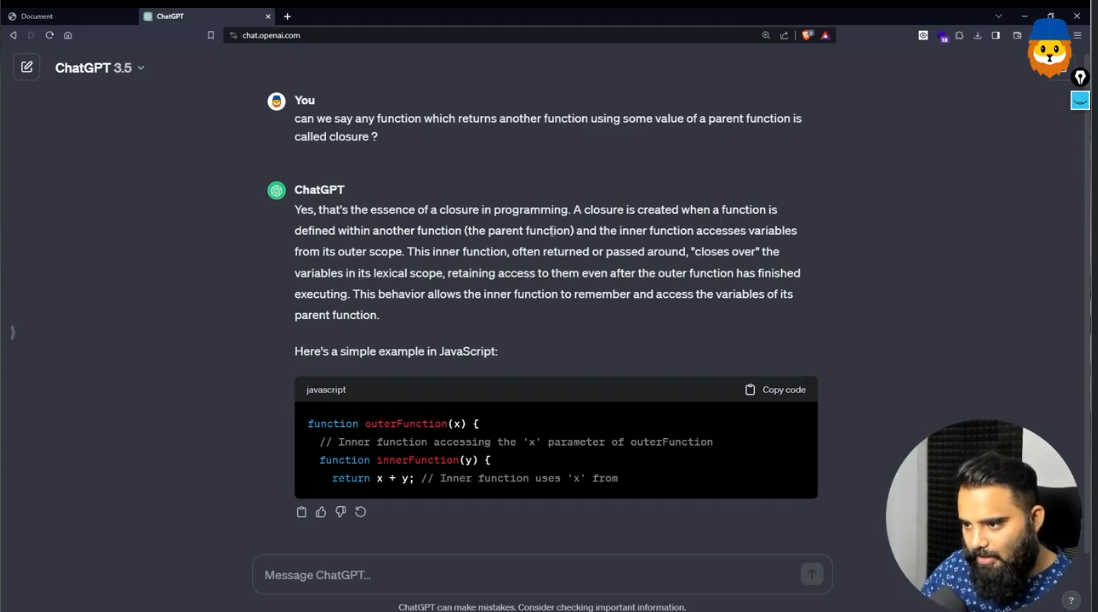 Document
ChatGPT
chat.openai.com
18
ChatGPT 3.5
You
can we say any function which returns another function using some value of a parent function is
called closure ?
ChatGPT
Yes, that's the essence of a closure in programming. A closure is created when a function is
defined within another function (the parent function) and the inner function accesses variables
from its outer scope. This inner function, often returned or passed around, "closes over" the
variables in its lexical scope, retaining access to them even after the outer function has finished
executing. This behavior allows the inner function to remember and access the variables of its
parent function.
Here's a simple example in JavaScript:
javascript
Copy code
function outerFunction(x) {
// Inner function accessing the 'x' parameter of outerFunction
function innerFunction(y) {
return x + y; // Inner function uses 'x' from
Message ChatGPT...
ChatGPT can make mistakes. Consider checking important information.
?